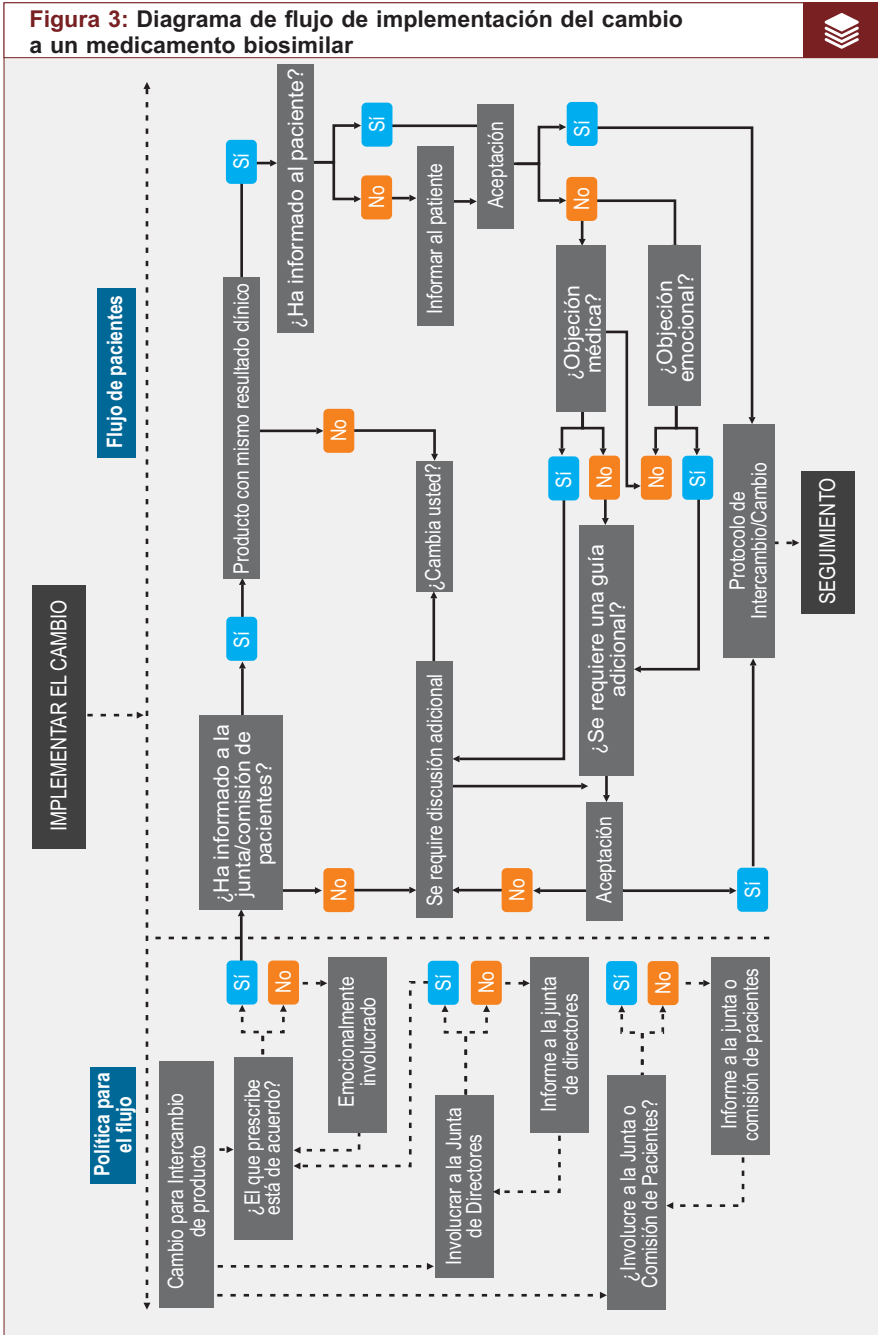 Figura 3: Diagrama de flujo de implementación del cambio
a un medicamento biosimilar
IMPLEMENTAR EL CAMBIO
Política para
el flujo
Flujo de pacientes
Cambio para Intercambio
de producto
¿El que prescribe
está de acuerdo?
Sí
No
Emocionalmente
involucrado
Involucrar a la Junta
de Directores
Sí
No
Informe a la junta
de directores
¿Involucre a la Junta o
Comisión de Pacientes?
Sí
No
Informe a la junta o
comisión de pacientes
¿Ha informado a la
junta/comisión de
pacientes?
Sí
No
Producto con mismo resultado clínico
Sí
No
¿Ha informado al paciente?
Sí
No
Informar al patiente
Aceptación
Sí
No
¿Cambia usted?
Se require discusión adicional
¿Objeción
médica?
Sí
No
¿Objeción
emocional?
No
Sí
¿Se requiere una guía
adicional?
Aceptación
No
Sí
Protocolo de
Intercambio/Cambio
SEGUIMIENTO